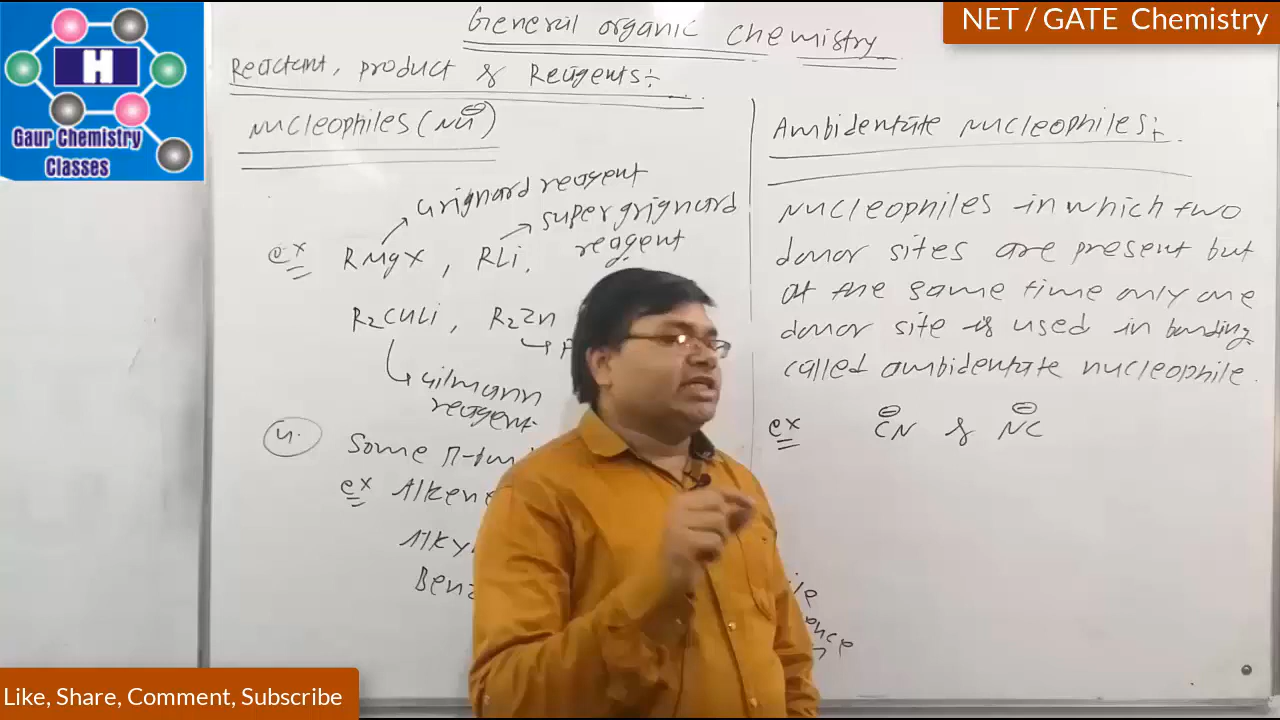 NET / GATE Chemistry
H
Gaur Chemistry
Classes
General organic chemistry
Reactant, product & Reagents:-
Nucleophiles (Nu⊖)
Grignard reagent
super grignard
reagent
ex RMgX, RLi,
R₂CuLi, R₂Zn
Gilmann
reagent.
4.
Some π-
ex Alkene
Alky
Benz
Ambidentate nucleophiles:-
Nucleophiles in which two
donor sites are present but
at the same time only one
donor site is used in bonding
called ambidentate nucleophile.
ex ⊖CN & ⊖NC
Like, Share, Comment, Subscribe